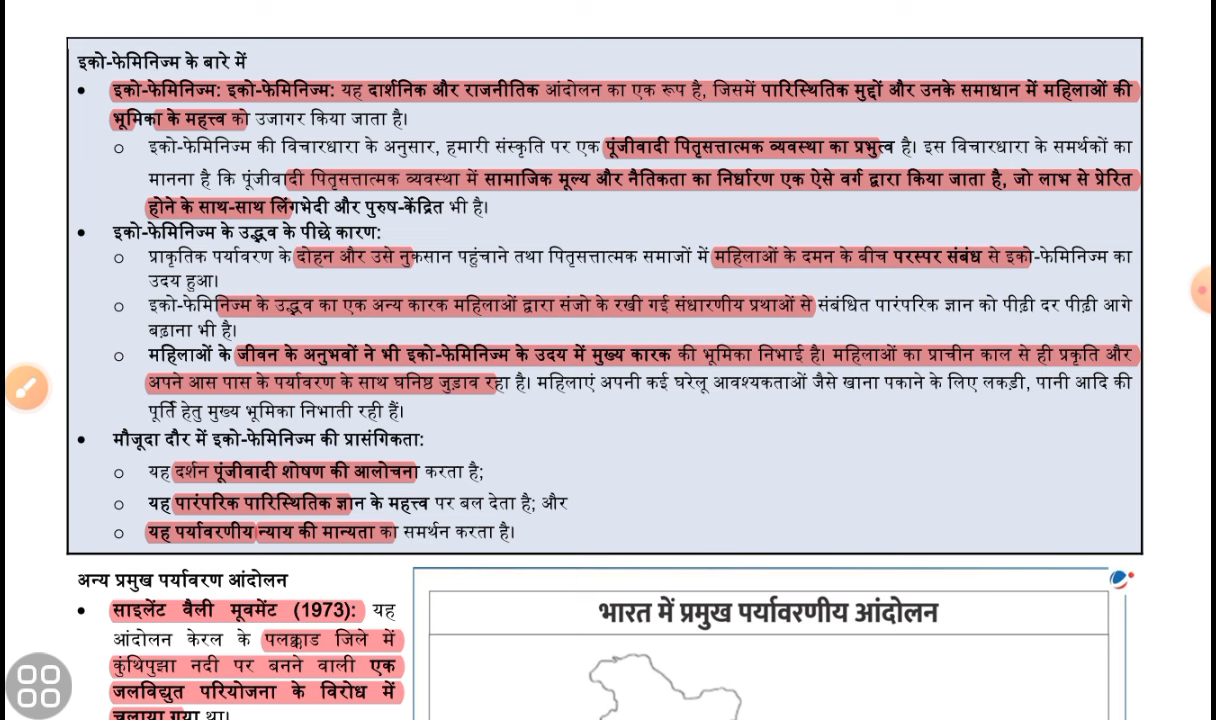 इको-फेमिनिज्म के बारे में
• इको-फेमिनिज्म: इको-फेमिनिज्म: यह दार्शनिक और राजनीतिक आंदोलन का एक रूप है, जिसमें पारिस्थितिक मुद्दों और उनके समाधान में महिलाओं की
भूमिका के महत्त्व को उजागर किया जाता है।
o इको-फेमिनिज्म की विचारधारा के अनुसार, हमारी संस्कृति पर एक पूंजीवादी पितृसत्तात्मक व्यवस्था का प्रभुत्व है। इस विचारधारा के समर्थकों का
मानना है कि पूंजीवादी पितृसत्तात्मक व्यवस्था में सामाजिक मूल्य और नैतिकता का निर्धारण एक ऐसे वर्ग द्वारा किया जाता है, जो लाभ से प्रेरित
होने के साथ-साथ लिंगभेदी और पुरुष-केंद्रित भी है।
• इको-फेमिनिज्म के उद्भव के पीछे कारण:
o प्राकृतिक पर्यावरण के दोहन और उसे नुकसान पहुंचाने तथा पितृसत्तात्मक समाजों में महिलाओं के दमन के बीच परस्पर संबंध से इको-फेमिनिज्म का
उदय हुआ।
o इको-फेमिनिज्म के उद्भव का एक अन्य कारक महिलाओं द्वारा संजो के रखी गई संधारणीय प्रथाओं से संबंधित पारंपरिक ज्ञान को पीढ़ी दर पीढ़ी आगे
बढ़ाना भी है।
o महिलाओं के जीवन के अनुभवों ने भी इको-फेमिनिज्म के उदय में मुख्य कारक की भूमिका निभाई है। महिलाओं का प्राचीन काल से ही प्रकृति और
अपने आस पास के पर्यावरण के साथ घनिष्ठ जुड़ाव रहा है। महिलाएं अपनी कई घरेलू आवश्यकताओं जैसे खाना पकाने के लिए लकड़ी, पानी आदि की
पूर्ति हेतु मुख्य भूमिका निभाती रही हैं।
• मौजूदा दौर में इको-फेमिनिज्म की प्रासंगिकता:
o यह दर्शन पूंजीवादी शोषण की आलोचना करता है;
o यह पारंपरिक पारिस्थितिक ज्ञान के महत्त्व पर बल देता है; और
o यह पर्यावरणीय न्याय की मान्यता का समर्थन करता है।
अन्य प्रमुख पर्यावरण आंदोलन
• साइलेंट वैली मूवमेंट (1973): यह
आंदोलन केरल के पलक्काड जिले में
कुंथिपुझा नदी पर बनने वाली एक
जलविद्युत परियोजना के विरोध में
चलाया गया था।
भारत में प्रमुख पर्यावरणीय आंदोलन